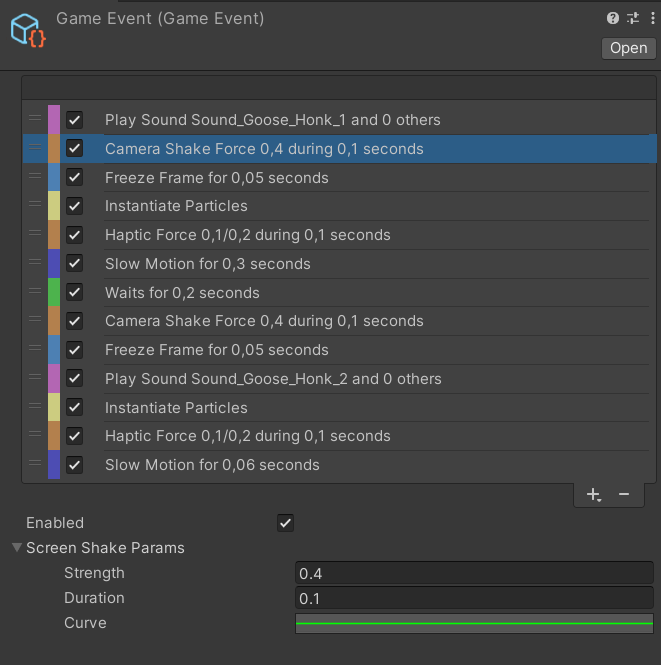 Game Event (Game Event)
Open
Play Sound Sound_Goose_Honk_1 and 0 others
Camera Shake Force 0,4 during 0,1 seconds
Freeze Frame for 0,05 seconds
Instantiate Particles
Haptic Force 0,1/0,2 during 0,1 seconds
Slow Motion for 0,3 seconds
Waits for 0,2 seconds
Camera Shake Force 0,4 during 0,1 seconds
Freeze Frame for 0,05 seconds
Play Sound Sound_Goose_Honk_2 and 0 others
Instantiate Particles
Haptic Force 0,1/0,2 during 0,1 seconds
Slow Motion for 0,06 seconds
Enabled
Screen Shake Params
Strength 0.4
Duration 0.1
Curve